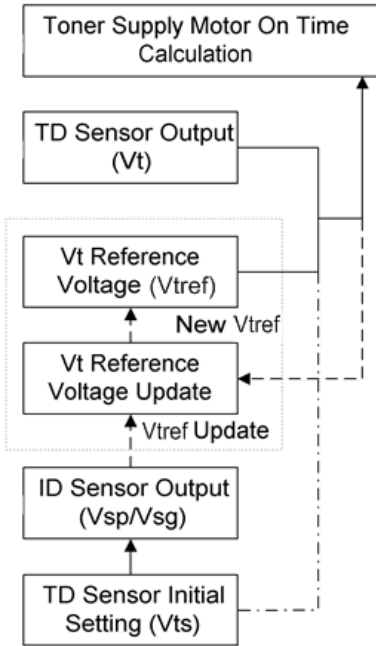 Toner Supply Motor On Time
Calculation
TD Sensor Output
(Vt)
Vt Reference
Voltage (Vtref)
New Vtref
Vt Reference
Voltage Update
Vtref Update
ID Sensor Output
(Vsp/Vsg)
TD Sensor Initial
Setting (Vts)